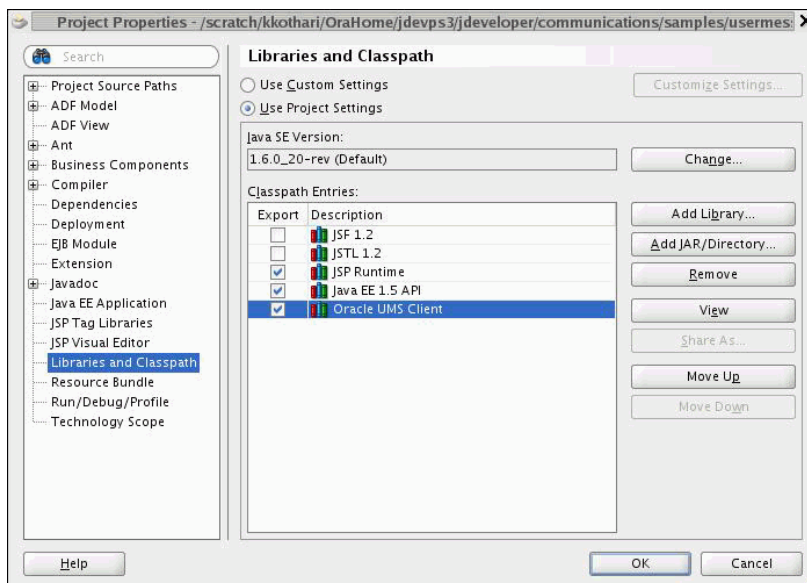 Project Properties - /scratch/kkothari/OraHome/jdevps3/jdeveloper/communications/samples/usermes
Search
Project Source Paths
ADF Model
ADF View
Ant
Business Components
Compiler
Dependencies
Deployment
EJB Module
Extension
Javadoc
Java EE Application
JSP Tag Libraries
JSP Visual Editor
Libraries and Classpath
Resource Bundle
Run/Debug/Profile
Technology Scope
Libraries and Classpath
Use Custom Settings
Customize Settings...
Use Project Settings
Java SE Version:
1.6.0_20-rev (Default)
Change...
Classpath Entries:
Export Description
JSF 1.2
JSTL 1.2
JSP Runtime
Java EE 1.5 API
Oracle UMS Client
Add Library...
Add JAR/Directory...
Remove
View
Share As...
Move Up
Move Down
Help
OK
Cancel